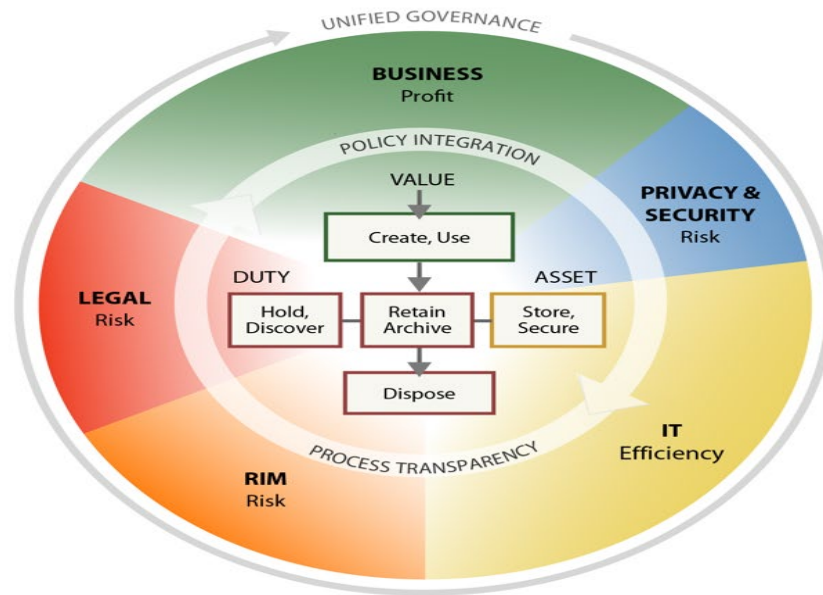 UNIFIED GOVERNANCE
BUSINESS
Profit
POLICY INTEGRATION
VALUE
PRIVACY &
SECURITY
Risk
Create, Use
DUTY
ASSET
LEGAL
Risk
Hold,
Discover
Retain
Archive
Store,
Secure
Dispose
IT
Efficiency
PROCESS TRANSPARENCY
RIM
Risk